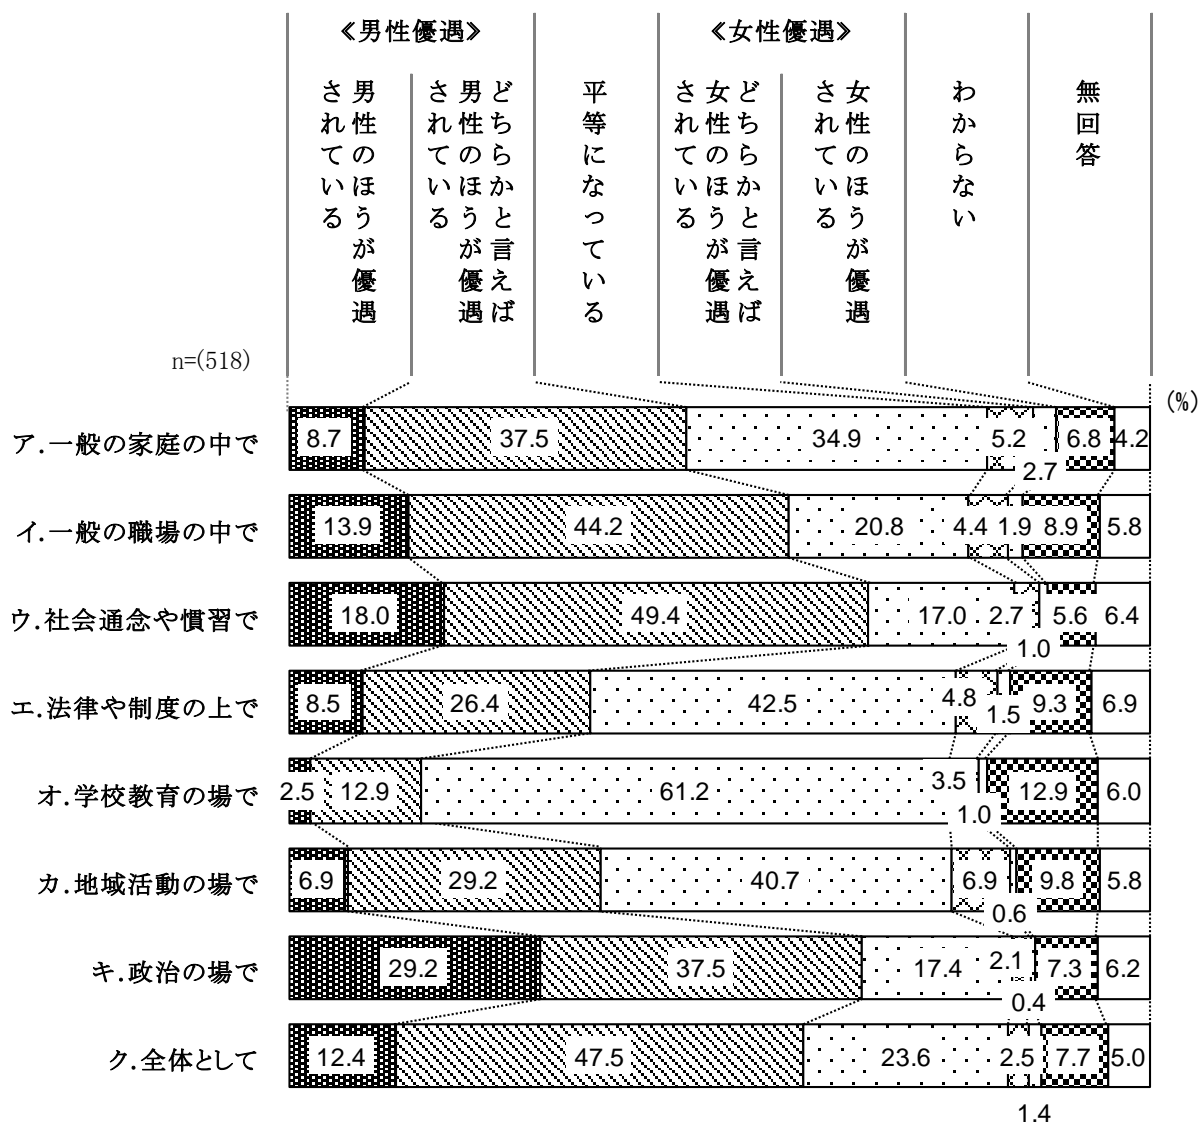 《男性優遇》
《女性優遇》
男性のほうが優遇
されている
どちらかと言えば
男性のほうが優遇
されている
平等になっている
どちらかと言えば
女性のほうが優遇
されている
女性のほうが優遇
されている
わからない
無回答
n=(518)
(%)
ア.一般の家庭の中で 8.7 37.5 34.9 5.2 2.7 6.8 4.2
イ.一般の職場の中で 13.9 44.2 20.8 4.4 1.9 8.9 5.8
ウ.社会通念や慣習で 18.0 49.4 17.0 2.7 1.0 5.6 6.4
エ.法律や制度の上で 8.5 26.4 42.5 4.8 1.5 9.3 6.9
オ.学校教育の場で 2.5 12.9 61.2 3.5 1.0 12.9 6.0
カ.地域活動の場で 6.9 29.2 40.7 6.9 0.6 9.8 5.8
キ.政治の場で 29.2 37.5 17.4 2.1 0.4 7.3 6.2
ク.全体として 12.4 47.5 23.6 2.5 1.4 7.7 5.0